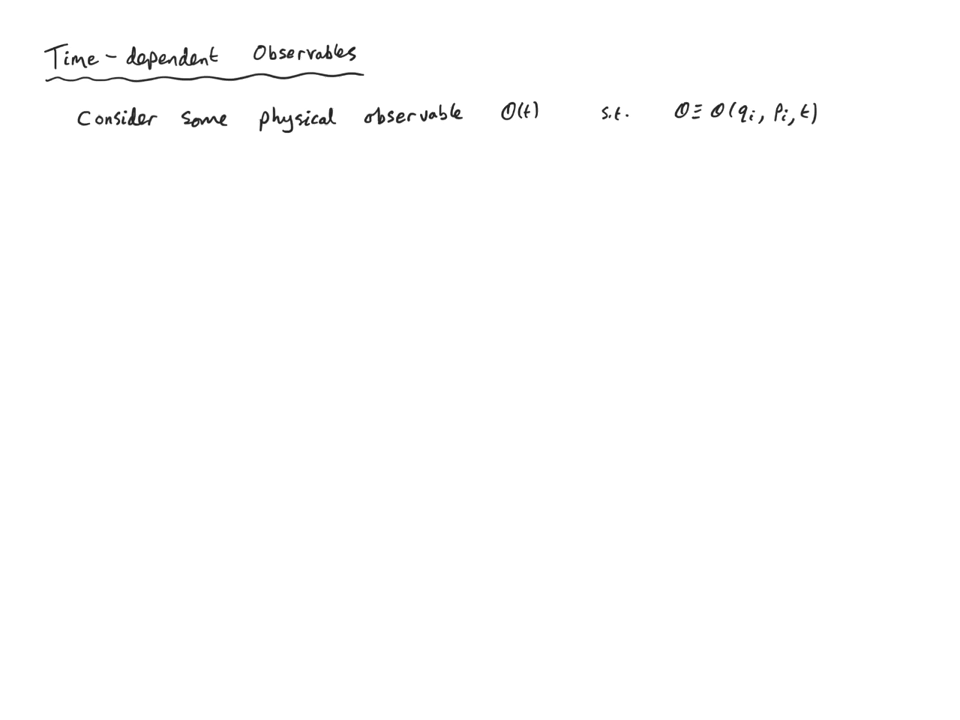 Time-dependent Observables
Consider some physical observable O(t) s.t. O ≡ O(qi, pi, t)